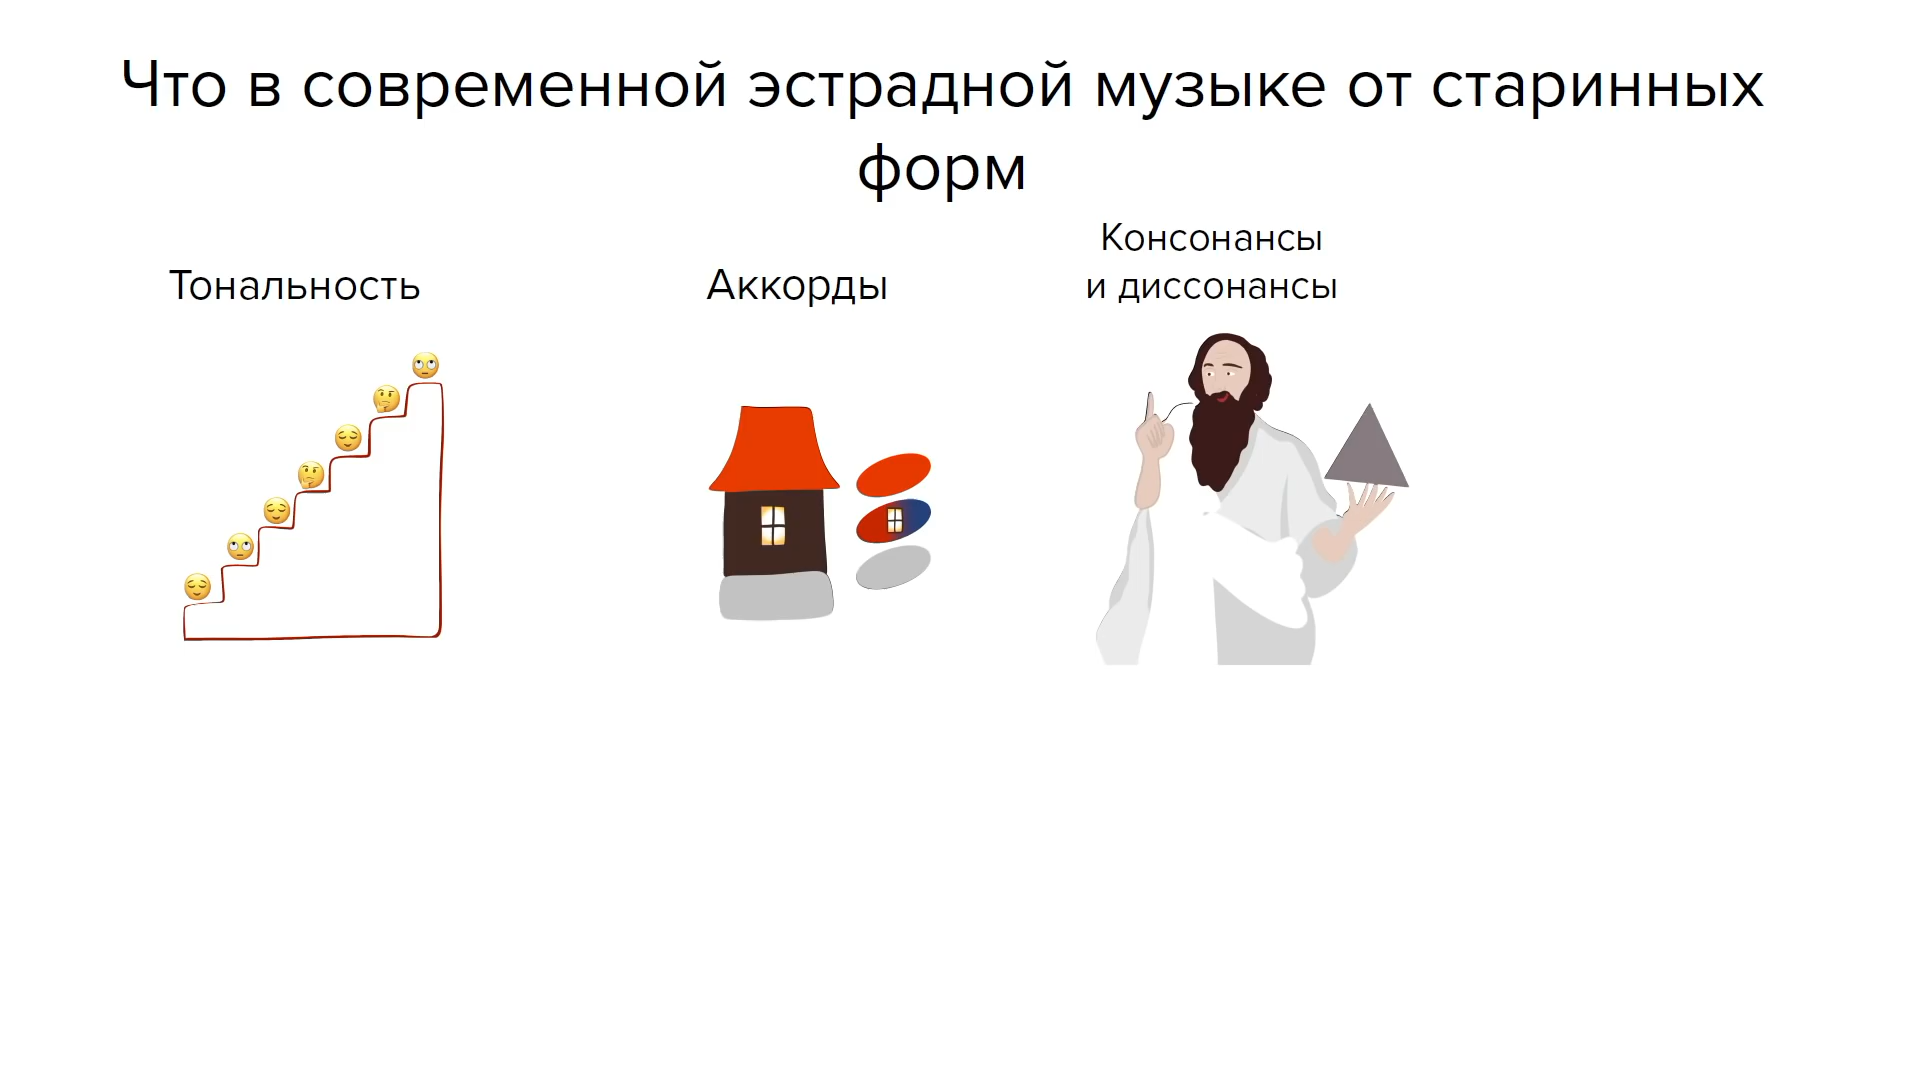 Что в современной эстрадной музыке от старинных
форм
Тональность
Аккорды
Консонансы
и диссонансы